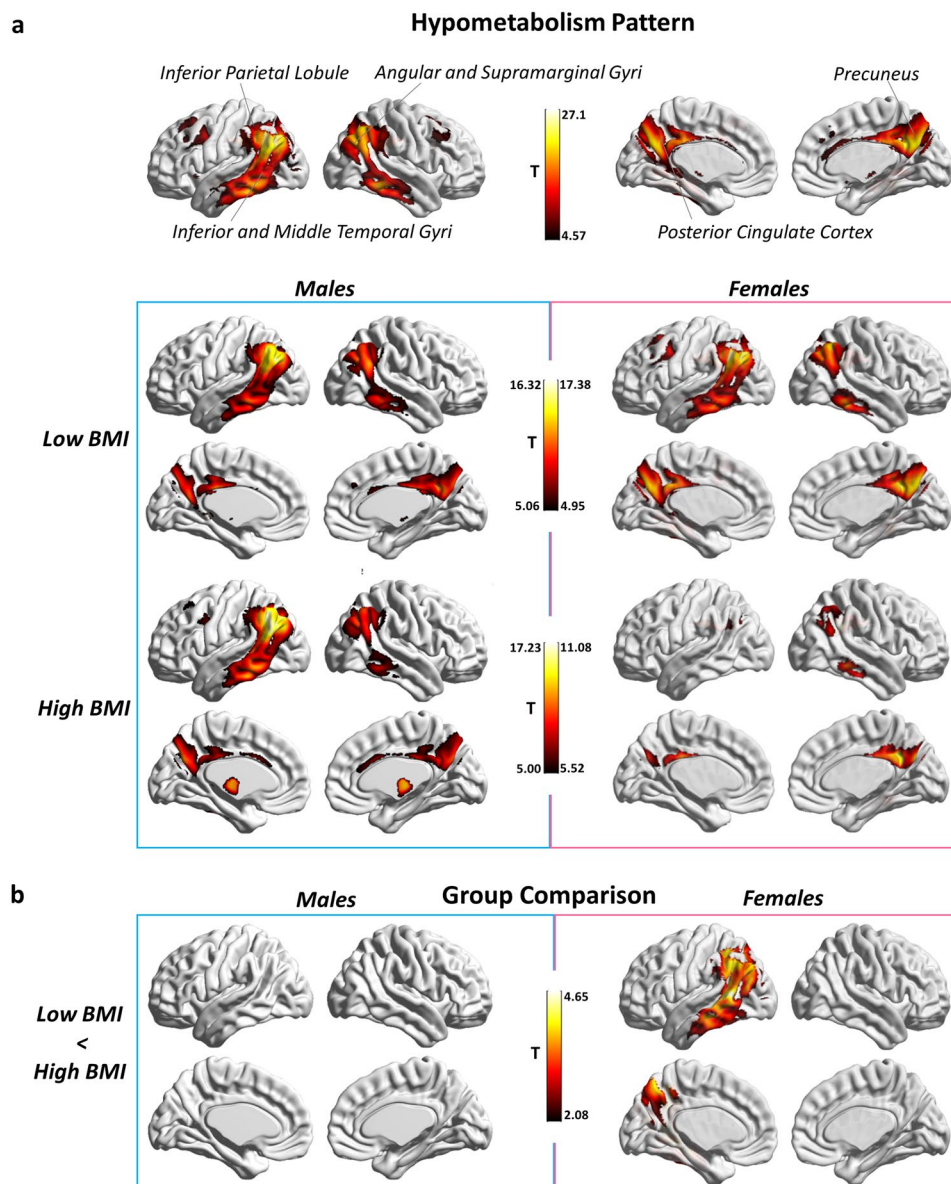 a
Hypometabolism Pattern
Inferior Parietal Lobule
Angular and Supramarginal Gyri
Precuneus
27.1
T
4.57
Inferior and Middle Temporal Gyri
Posterior Cingulate Cortex
Males
Females
Low BMI
16.32 17.38
T
5.06 4.95
High BMI
17.23 11.08
T
5.00 5.52
b
Group Comparison
Males
Females
Low BMI
<
High BMI
4.65
T
2.08